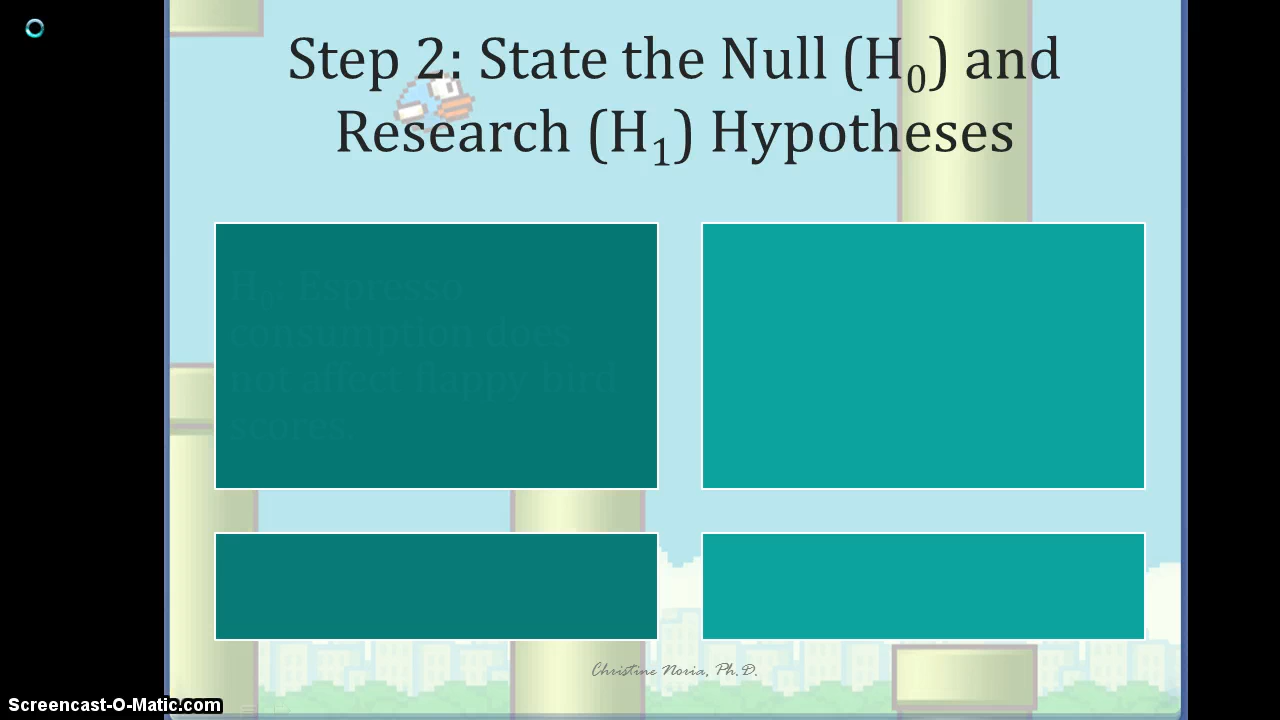 Step 2: State the Null (H₀) and
Research (H₁) Hypotheses
H₀: Espresso
consumption does
not affect flappy bird
scores.
Christine Noria, Ph.D.
Screencast-O-Matic.com